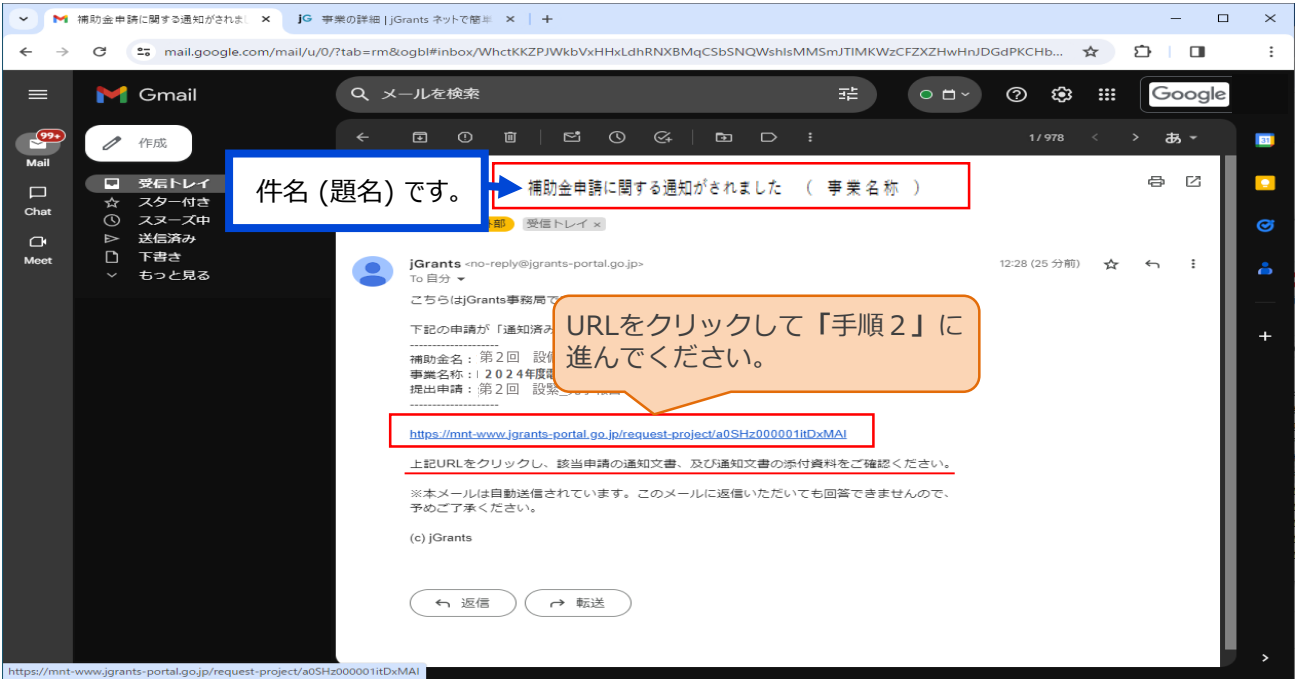 補助金申請に関する通知がされまし
jG 事業の詳細 | jGrants ネットで簡単
mail.google.com/mail/u/0/?tab=rm&ogbl#inbox/WhctKKZPJWkbVxHHxLdhRNXBMqCSbSNQWshlsMMSmJTlMKWzCFZXZHwHnJDGdPKCHb...
Gmail
メールを検索
Google
99+
Mail
Chat
Meet
作成
受信トレイ
スター付き
スヌーズ中
送信済み
下書き
もっと見る
1/978
あ
31
件名 (題名) です。
補助金申請に関する通知がされました （ 事業名称 ）
部
受信トレイ ×
jGrants <no-reply@jgrants-portal.go.jp>
12:28 (25 分前)
To 自分
こちらはjGrants事務局で
下記の申請が「通知済み
--------------------
補助金名： 第２回 設備
事業名称： ２０２４年度
提出申請： 第２回 設緊_
--------------------
URLをクリックして「手順２」に
進んでください。
https://mnt-www.jgrants-portal.go.jp/request-project/a0SHz000001itDxMAI
上記URLをクリックし、該当申請の通知文書、及び通知文書の添付資料をご確認ください。
※本メールは自動送信されています。このメールに返信いただいても回答できませんので、
予めご了承ください。
(c) jGrants
返信
転送
https://mnt-www.jgrants-portal.go.jp/request-project/a0SHz000001itDxMAI